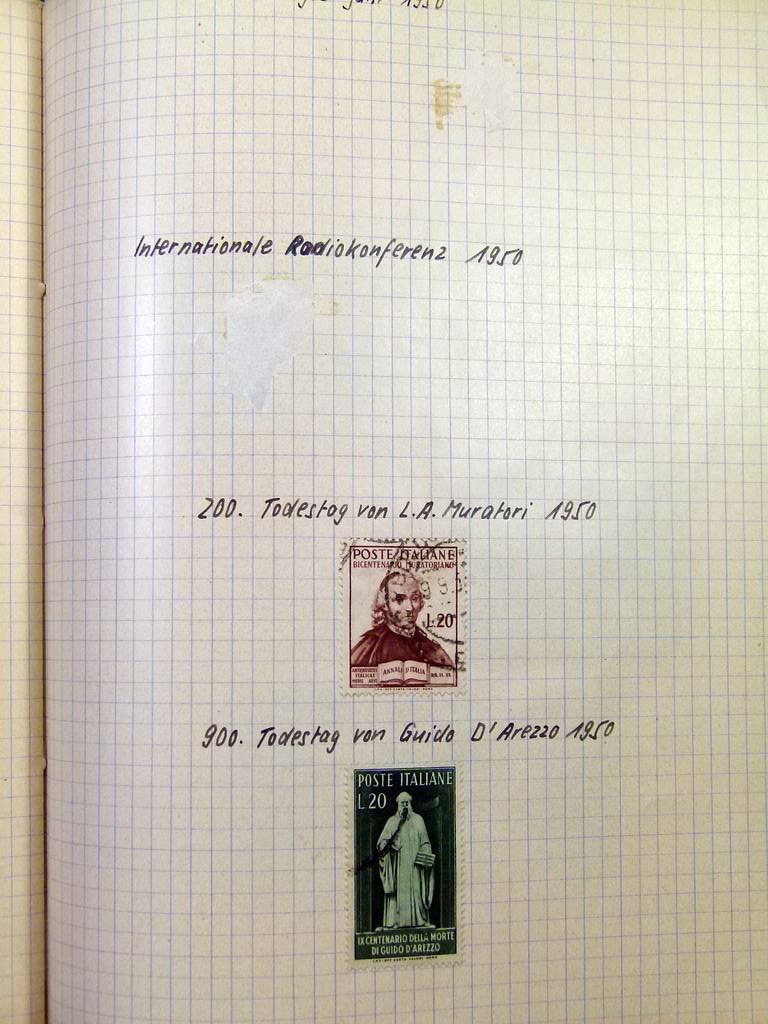 1950
Internationale Radiokonferenz 1950
200. Todestag von L.A. Muratori 1950
POSTE ITALIANE
BICENTENARIO MURATORIANO
L.20
ANNALI D'ITALIA
900. Todestag von Guido D'Arezzo 1950
POSTE ITALIANE
L.20
IX CENTENARIO DELLA MORTE
DI GUIDO D'AREZZO